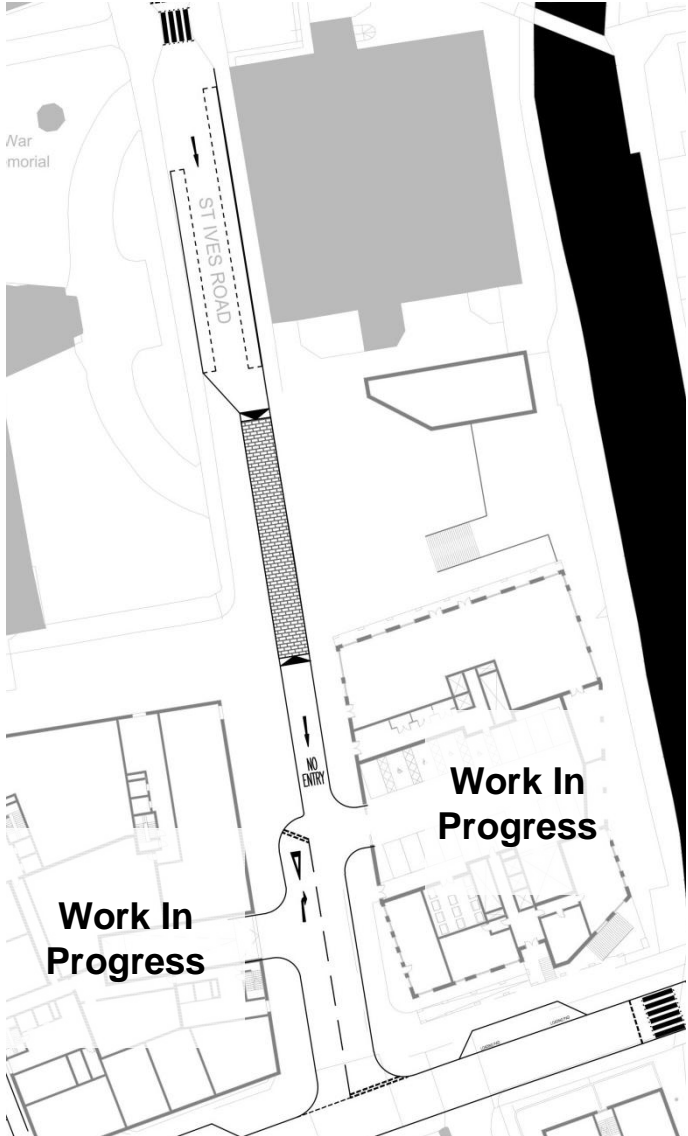 War
morial
ST IVES ROAD
NO
ENTRY
Work In
Progress
Work In
Progress